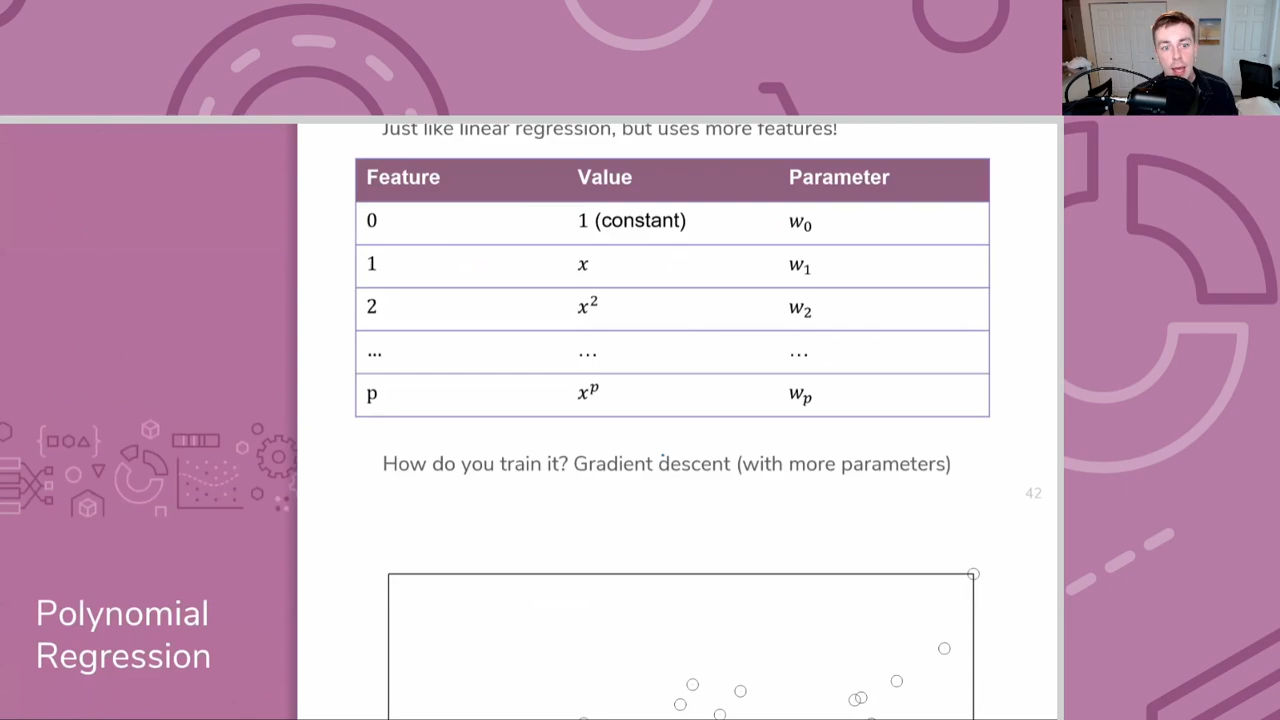 Just like linear regression, but uses more features!
Feature Value Parameter
0 1 (constant) w₀
1 x w₁
2 x² w₂
... ... ...
p xᵖ wₚ
How do you train it? Gradient descent (with more parameters)
42
Polynomial
Regression